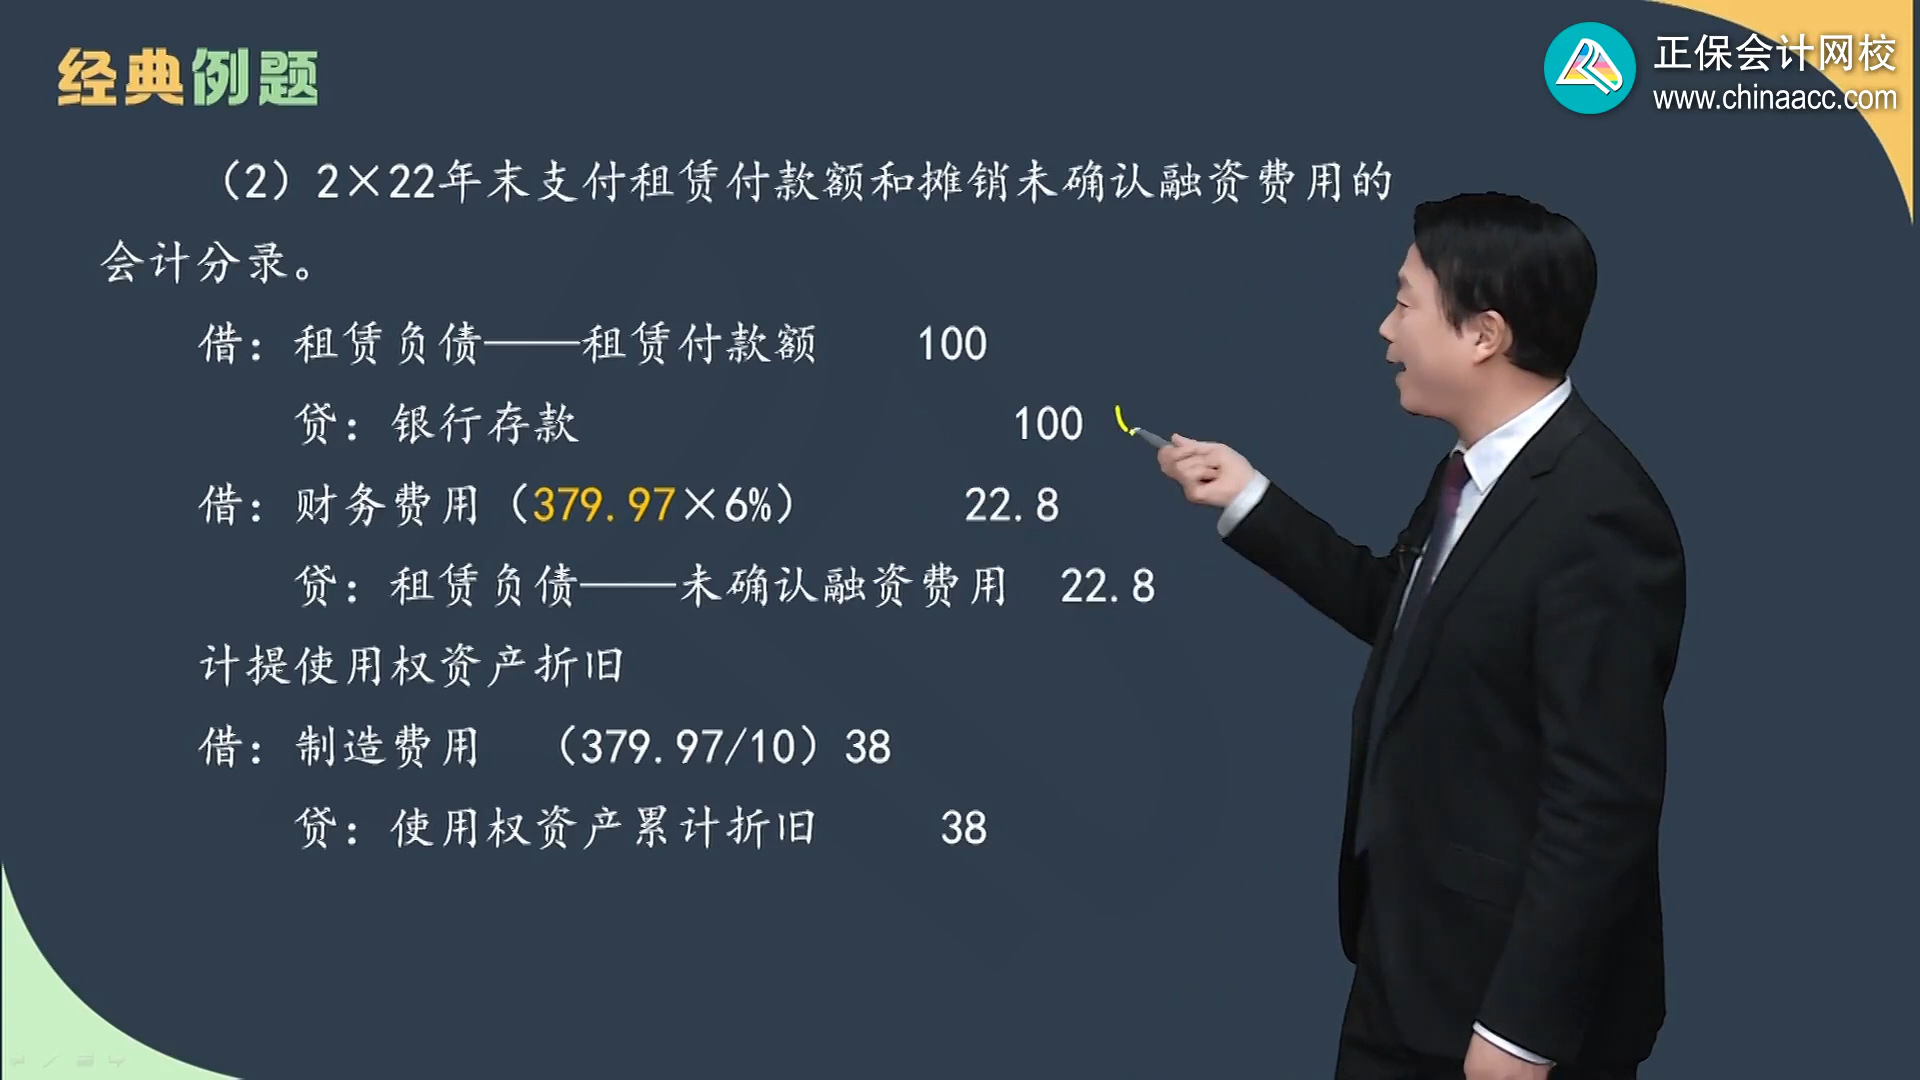 经典例题
正保会计网校
www.chinaacc.com
（2）2×22年末支付租赁付款额和摊销未确认融资费用的
会计分录。
借：租赁负债——租赁付款额 100
贷：银行存款 100
借：财务费用（379.97×6%） 22.8
贷：租赁负债——未确认融资费用 22.8
计提使用权资产折旧
借：制造费用 （379.97/10）38
贷：使用权资产累计折旧 38